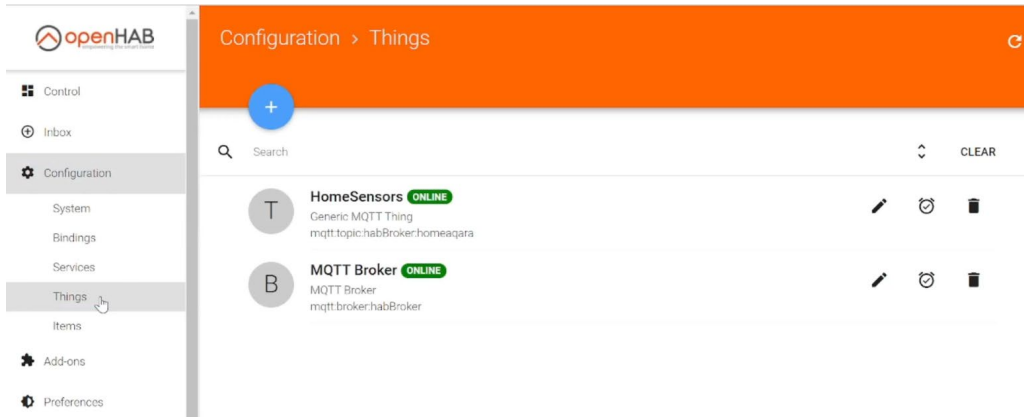 openHAB
empowering the smart home
Configuration > Things
Control
Inbox
Configuration
System
Bindings
Services
Things
Items
Add-ons
Preferences
+
Search
CLEAR
T
HomeSensors ONLINE
Generic MQTT Thing
mqtt:topic:habBroker:homeaqara
B
MQTT Broker ONLINE
MQTT Broker
mqtt:broker:habBroker